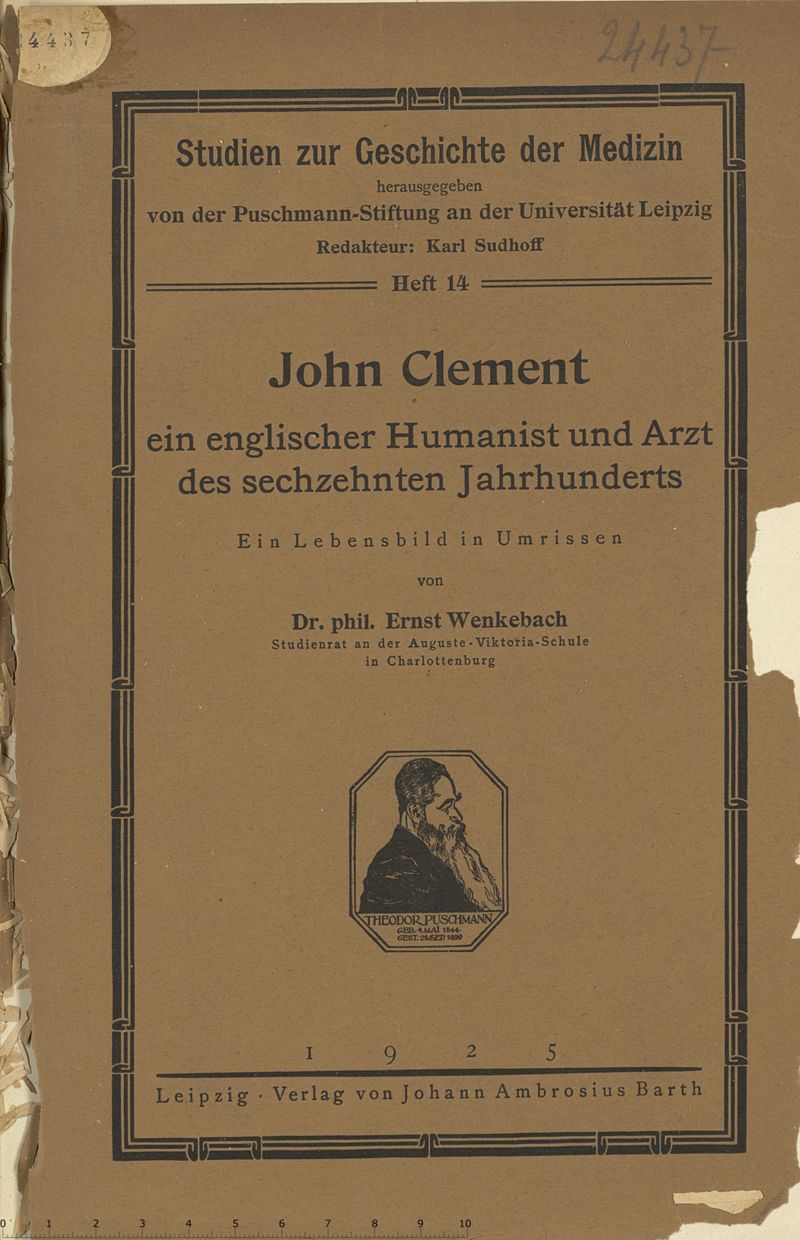 4437
24437
Studien zur Geschichte der Medizin
herausgegeben
von der Puschmann-Stiftung an der Universität Leipzig
Redakteur: Karl Sudhoff
Heft 14
John Clement
ein englischer Humanist und Arzt
des sechzehnten Jahrhunderts
Ein Lebensbild in Umrissen
von
Dr. phil. Ernst Wenkebach
Studienrat an der Auguste-Viktoria-Schule
in Charlottenburg
THEODOR PUSCHMANN
GEB. 4. MAI 1844
GEST. 28. SEP. 1899
1925
Leipzig · Verlag von Johann Ambrosius Barth
0 1 2 3 4 5 6 7 8 9 10